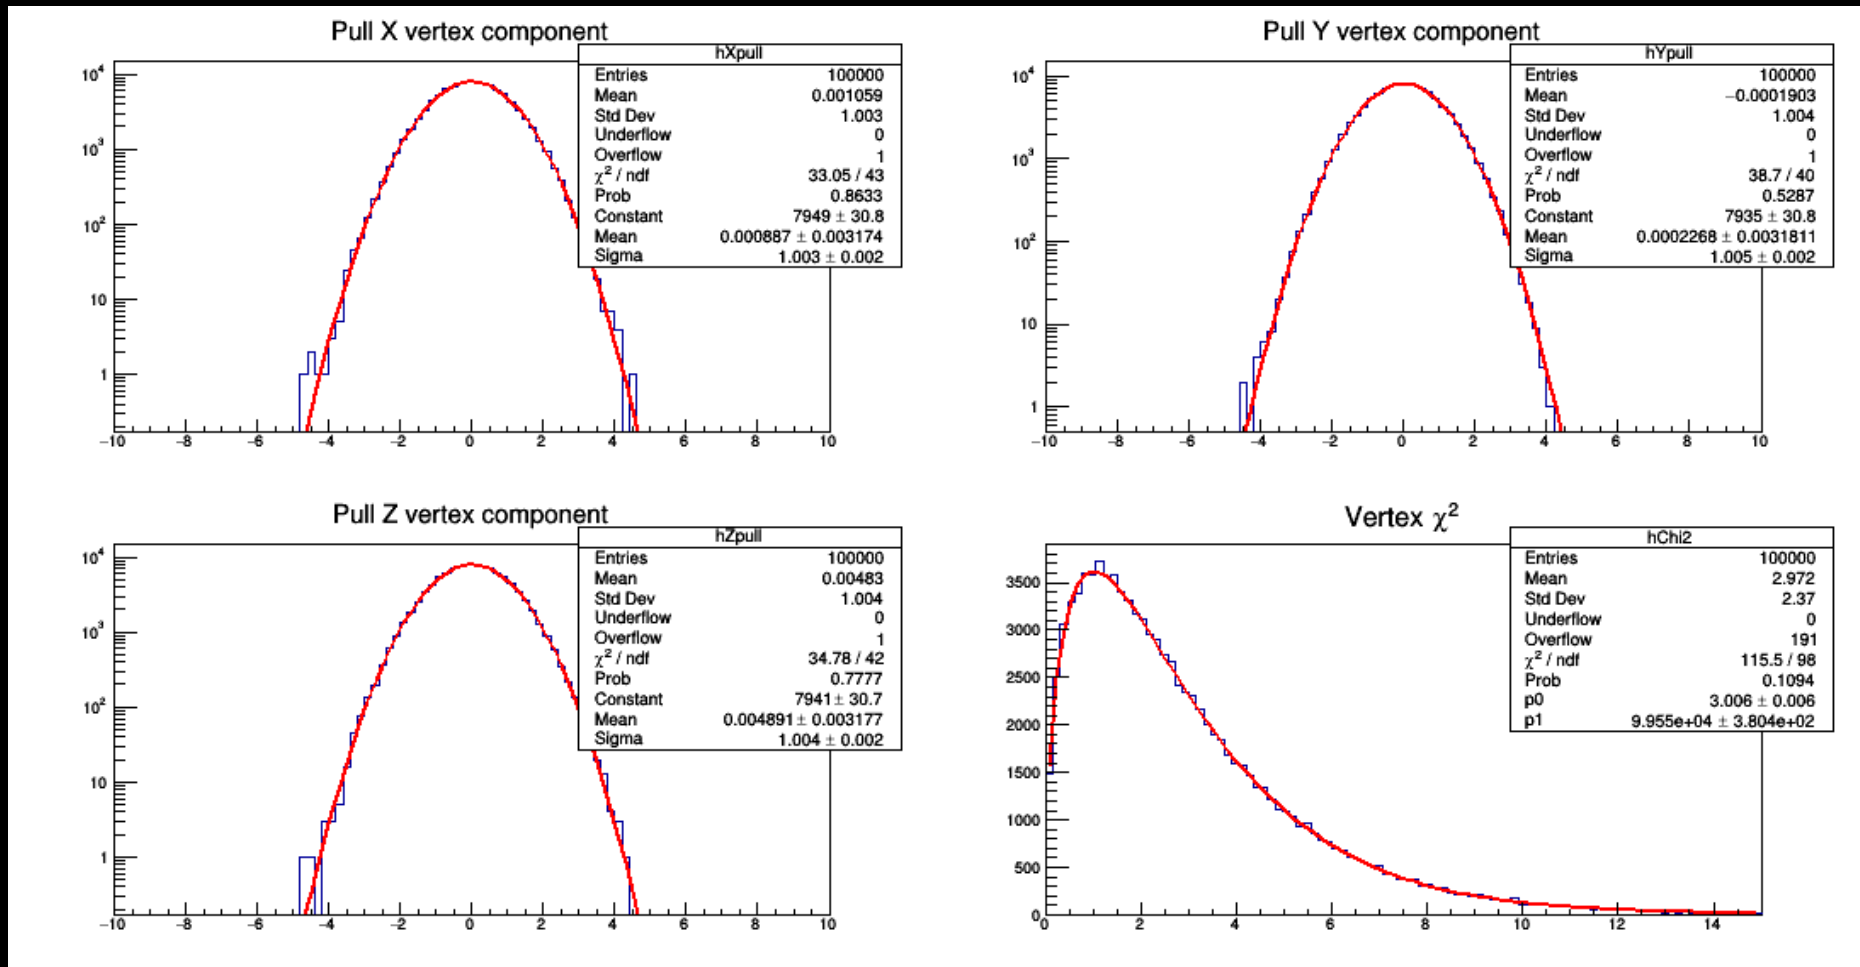 Pull X vertex component
hXpull
Entries 100000
Mean 0.001059
Std Dev 1.003
Underflow 0
Overflow 1
χ² / ndf 33.05 / 43
Prob 0.8633
Constant 7949 ± 30.8
Mean 0.000887 ± 0.003174
Sigma 1.003 ± 0.002
10⁴
10³
10²
10
1
−10 −8 −6 −4 −2 0 2 4 6 8 10
Pull Y vertex component
hYpull
Entries 100000
Mean −0.0001903
Std Dev 1.004
Underflow 0
Overflow 1
χ² / ndf 38.7 / 40
Prob 0.5287
Constant 7935 ± 30.8
Mean 0.0002268 ± 0.0031811
Sigma 1.005 ± 0.002
10⁴
10³
10²
10
1
−10 −8 −6 −4 −2 0 2 4 6 8 10
Pull Z vertex component
hZpull
Entries 100000
Mean 0.00483
Std Dev 1.004
Underflow 0
Overflow 1
χ² / ndf 34.78 / 42
Prob 0.7777
Constant 7941 ± 30.7
Mean 0.004891 ± 0.003177
Sigma 1.004 ± 0.002
10⁴
10³
10²
10
1
−10 −8 −6 −4 −2 0 2 4 6 8 10
Vertex χ²
hChi2
Entries 100000
Mean 2.972
Std Dev 2.37
Underflow 0
Overflow 191
χ² / ndf 115.5 / 98
Prob 0.1094
p0 3.006 ± 0.006
p1 9.955e+04 ± 3.804e+02
3500
3000
2500
2000
1500
1000
500
0
0 2 4 6 8 10 12 14